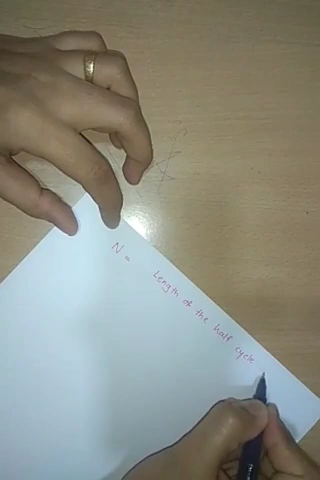 N = Length of the half cycle